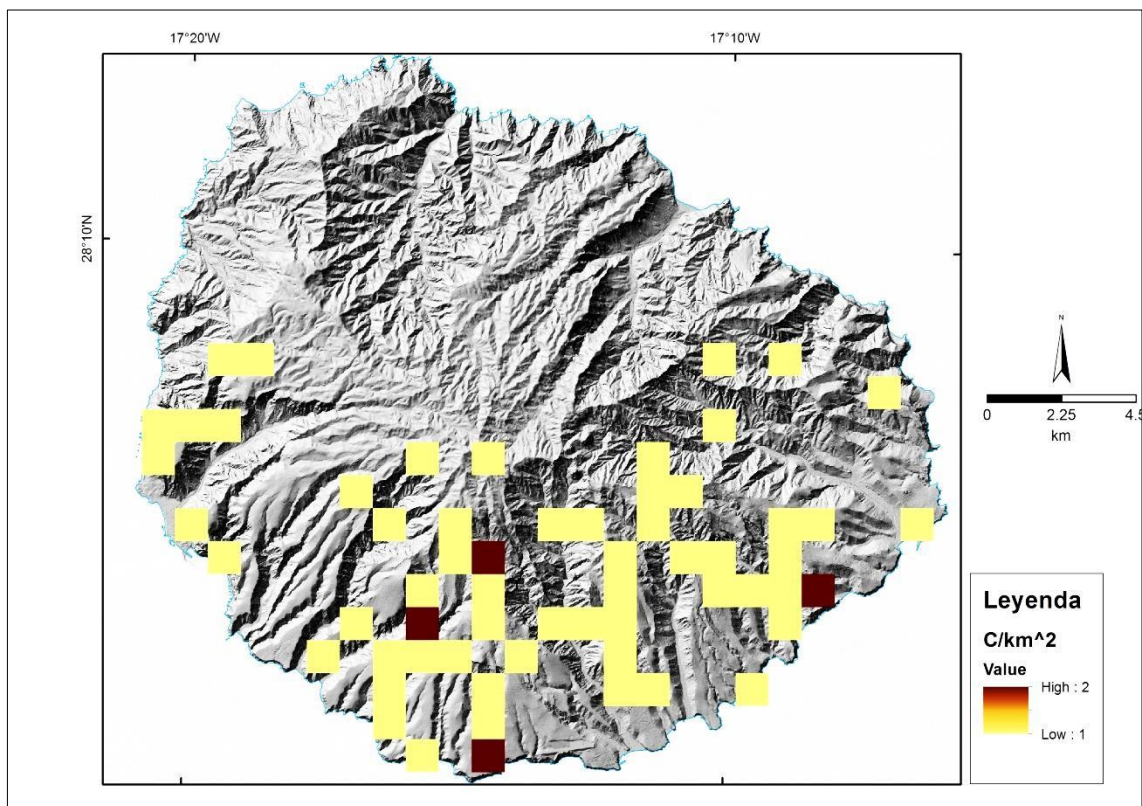 17°20'W
17°10'W
28°10'N
N
0
2.25
4.5
km
Leyenda
C/km^2
Value
High : 2
Low : 1